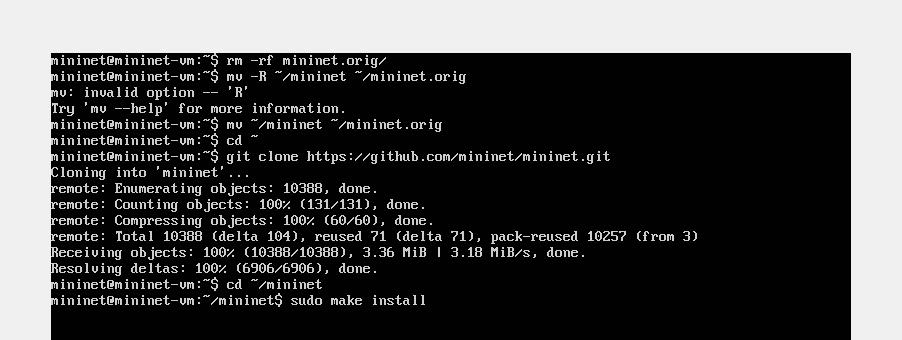 mininet@mininet-vm:~$ rm -rf mininet.orig/
mininet@mininet-vm:~$ mv -R ~/mininet ~/mininet.orig
mv: invalid option -- 'R'
Try 'mv --help' for more information.
mininet@mininet-vm:~$ mv ~/mininet ~/mininet.orig
mininet@mininet-vm:~$ cd ~
mininet@mininet-vm:~$ git clone https://github.com/mininet/mininet.git
Cloning into 'mininet'...
remote: Enumerating objects: 10388, done.
remote: Counting objects: 100% (131/131), done.
remote: Compressing objects: 100% (60/60), done.
remote: Total 10388 (delta 104), reused 71 (delta 71), pack-reused 10257 (from 3)
Receiving objects: 100% (10388/10388), 3.36 MiB | 3.18 MiB/s, done.
Resolving deltas: 100% (6906/6906), done.
mininet@mininet-vm:~$ cd ~/mininet
mininet@mininet-vm:~/mininet$ sudo make install